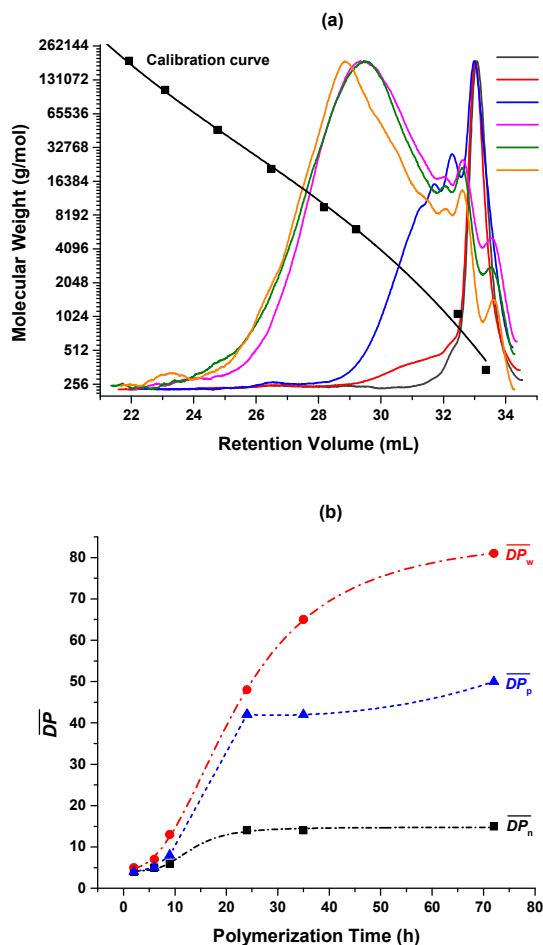 (a)
262144
131072
65536
32768
16384
8192
4096
2048
1024
512
256
Molecular Weight (g/mol)
Calibration curve
22 24 26 28 30 32 34
Retention Volume (mL)
(b)
80
70
60
50
40
30
20
10
0
DP
DPw
DPp
DPn
0 10 20 30 40 50 60 70 80
Polymerization Time (h)